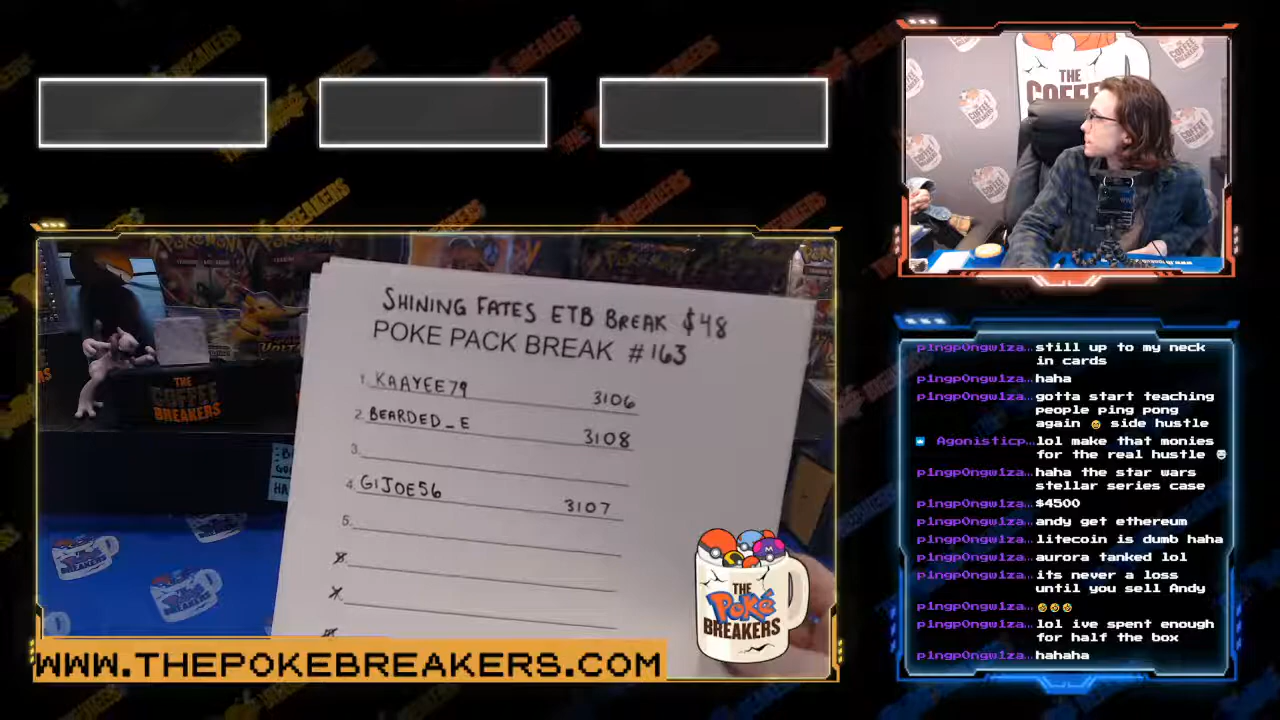 SHINING FATES ETB BREAK $48
POKE PACK BREAK #163
1. KAAYEE79 3106
2. BEARDED_E 3108
3.
4. GIJOE56 3107
5.
THE
COFFEE
BREAKERS
THE
Poké
BREAKERS
WWW.THEPOKEBREAKERS.COM
THE
COFFEE
BREAKERS
p1ngp0ngw1za… still up to my neck
in cards
p1ngp0ngw1za… haha
p1ngp0ngw1za… gotta start teaching
people ping pong
again side hustle
Agonisticp… lol make that monies
for the real hustle
p1ngp0ngw1za… haha the star wars
stellar series case
p1ngp0ngw1za… $4500
p1ngp0ngw1za… andy get ethereum
p1ngp0ngw1za… litecoin is dumb haha
p1ngp0ngw1za… aurora tanked lol
p1ngp0ngw1za… its never a loss
until you sell Andy
p1ngp0ngw1za…
p1ngp0ngw1za… lol ive spent enough
for half the box
p1ngp0ngw1za… hahaha